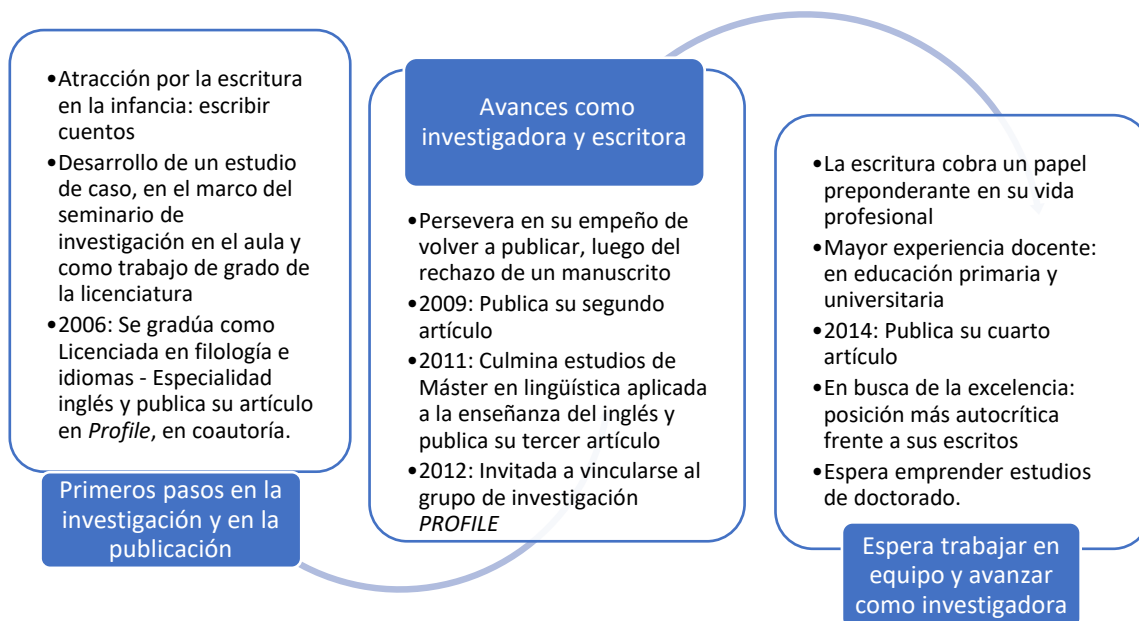 •Atracción por la escritura
en la infancia: escribir
cuentos
•Desarrollo de un estudio
de caso, en el marco del
seminario de
investigación en el aula y
como trabajo de grado de
la licenciatura
•2006: Se gradúa como
Licenciada en filología e
idiomas - Especialidad
inglés y publica su artículo
en Profile, en coautoría.
Primeros pasos en la
investigación y en la
publicación
Avances como
investigadora y escritora
•Persevera en su empeño de
volver a publicar, luego del
rechazo de un manuscrito
•2009: Publica su segundo
artículo
•2011: Culmina estudios de
Máster en lingüística aplicada
a la enseñanza del inglés y
publica su tercer artículo
•2012: Invitada a vincularse al
grupo de investigación
PROFILE
•La escritura cobra un papel
preponderante en su vida
profesional
•Mayor experiencia docente:
en educación primaria y
universitaria
•2014: Publica su cuarto
artículo
•En busca de la excelencia:
posición más autocrítica
frente a sus escritos
•Espera emprender estudios
de doctorado.
Espera trabajar en
equipo y avanzar
como investigadora